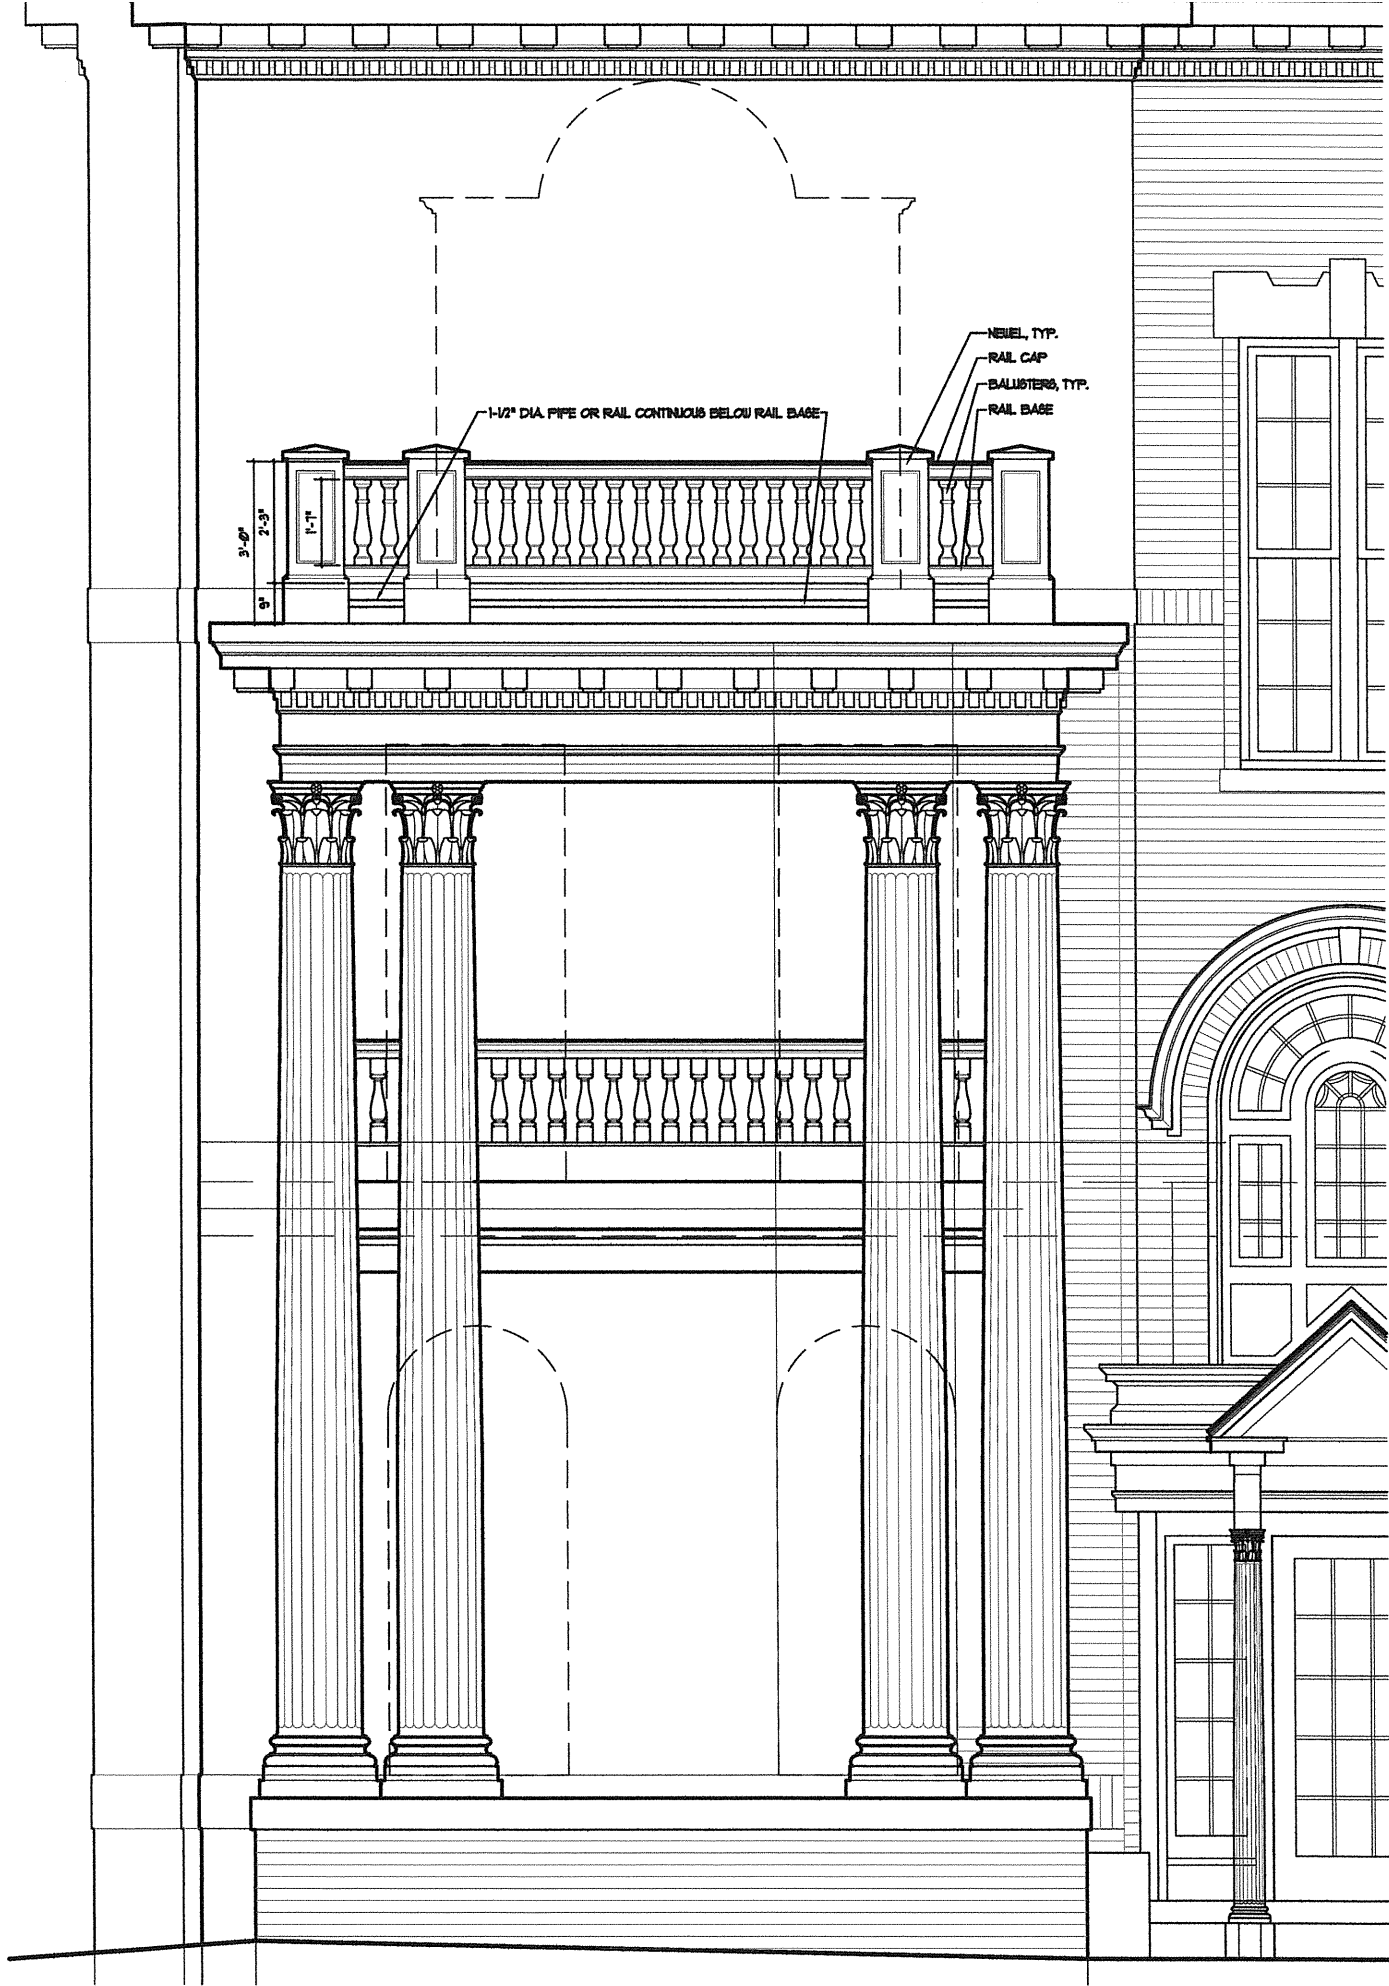 NEWEL, TYP.
RAIL CAP
BALUSTERS, TYP.
RAIL BASE
1-1/2" DIA. PIPE OR RAIL CONTINUOUS BELOW RAIL BASE
3'-0"
2'-3"
1'-7"
9"